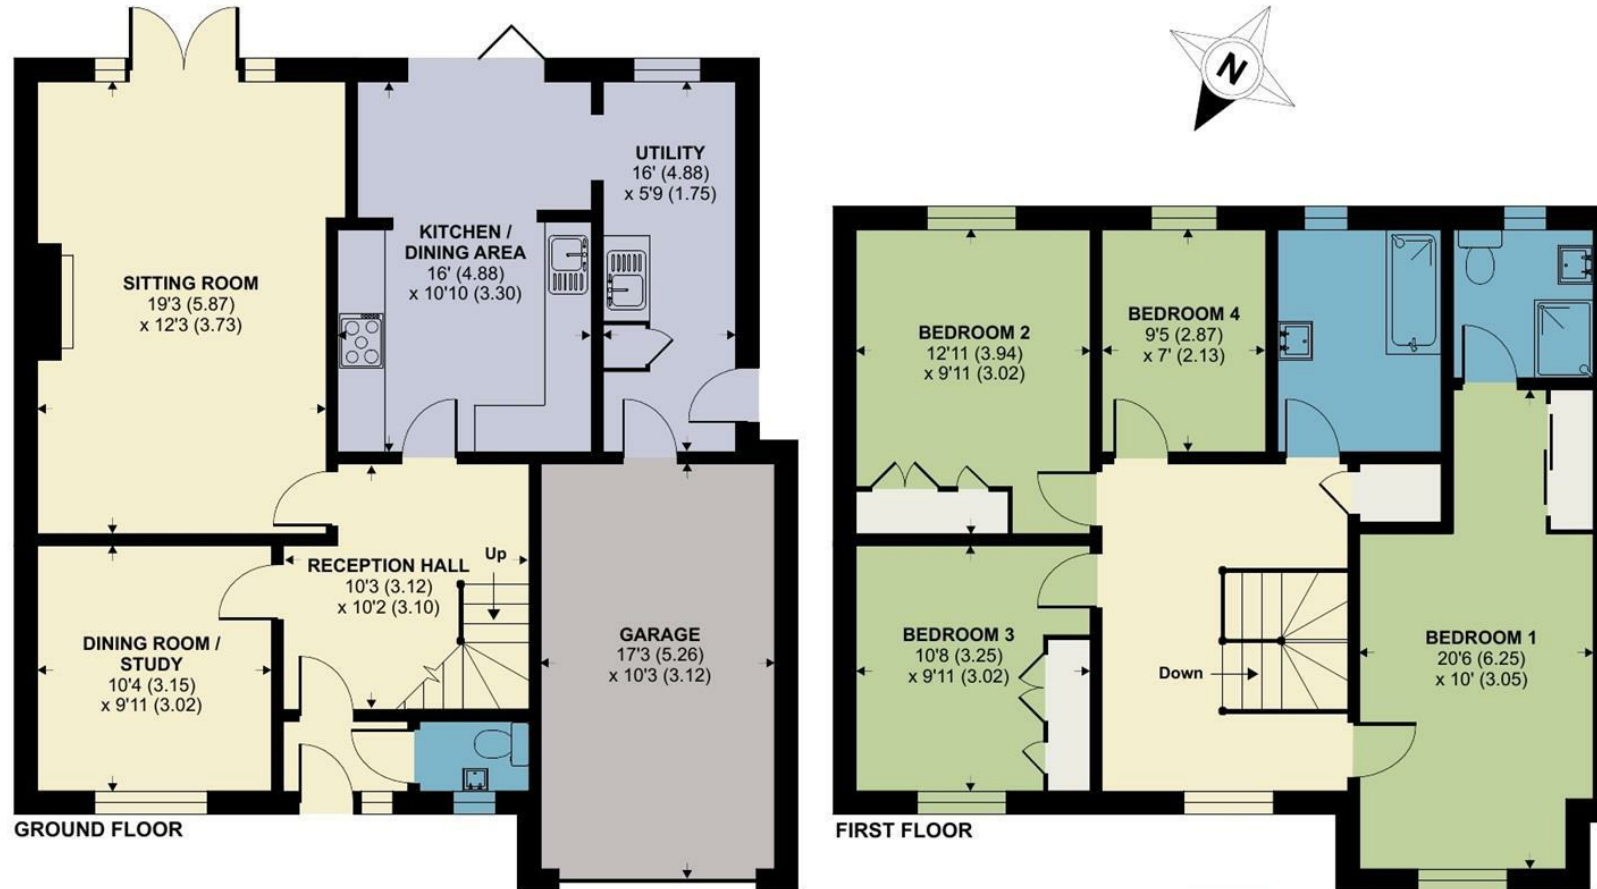 N
UTILITY
16' (4.88)
x 5'9 (1.75)
KITCHEN /
DINING AREA
16' (4.88)
x 10'10 (3.30)
SITTING ROOM
19'3 (5.87)
x 12'3 (3.73)
RECEPTION HALL
10'3 (3.12)
x 10'2 (3.10)
Up
DINING ROOM /
STUDY
10'4 (3.15)
x 9'11 (3.02)
GARAGE
17'3 (5.26)
x 10'3 (3.12)
GROUND FLOOR
BEDROOM 2
12'11 (3.94)
x 9'11 (3.02)
BEDROOM 4
9'5 (2.87)
x 7' (2.13)
BEDROOM 3
10'8 (3.25)
x 9'11 (3.02)
Down
BEDROOM 1
20'6 (6.25)
x 10' (3.05)
FIRST FLOOR